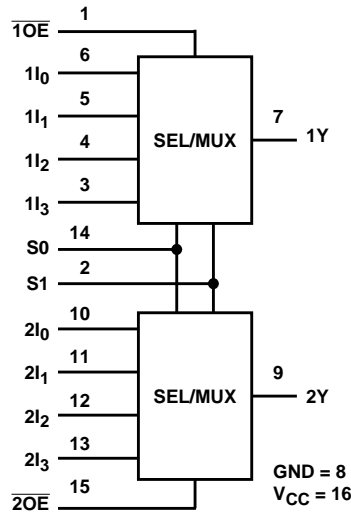 1
1OE
6
1I0
5
1I1
7
4
SEL/MUX
1Y
1I2
3
1I3
14
S0
2
S1
10
2I0
11
2I1
9
12
SEL/MUX
2Y
2I2
13
2I3
GND = 8
15
VCC = 16
2OE